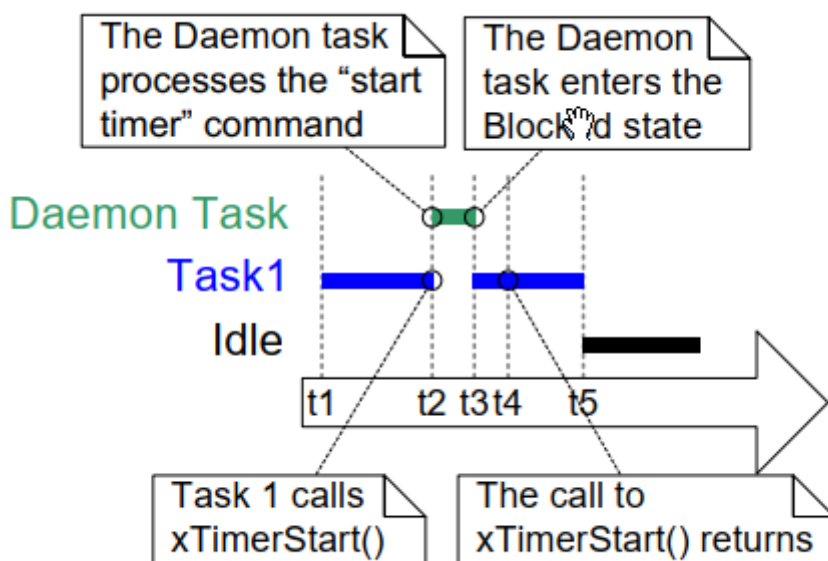 The Daemon task
processes the “start
timer” command
The Daemon
task enters the
state
Daemon Task
Task1
Idle
t1 t2 t3 t4 t5
Task 1 calls
xTimerStart()
The call to
xTimerStart() returns